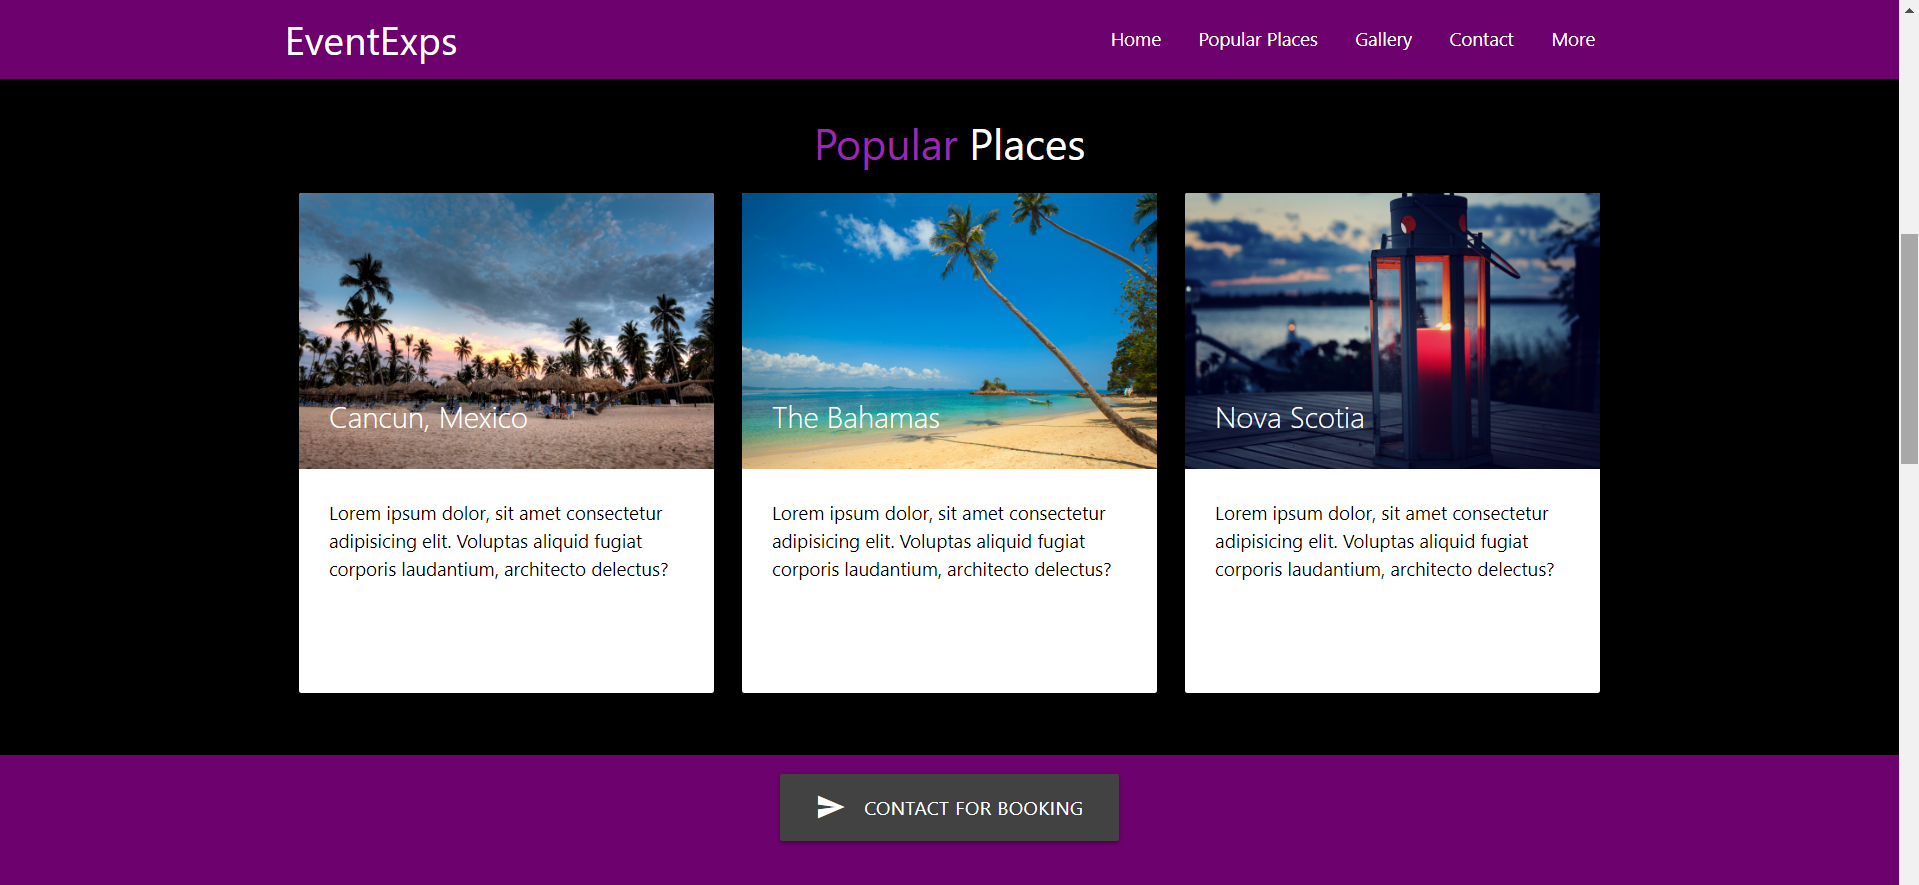 EventExps
Home Popular Places Gallery Contact More
Popular Places
Cancun, Mexico
Lorem ipsum dolor, sit amet consectetur
adipisicing elit. Voluptas aliquid fugiat
corporis laudantium, architecto delectus?
The Bahamas
Lorem ipsum dolor, sit amet consectetur
adipisicing elit. Voluptas aliquid fugiat
corporis laudantium, architecto delectus?
Nova Scotia
Lorem ipsum dolor, sit amet consectetur
adipisicing elit. Voluptas aliquid fugiat
corporis laudantium, architecto delectus?
CONTACT FOR BOOKING